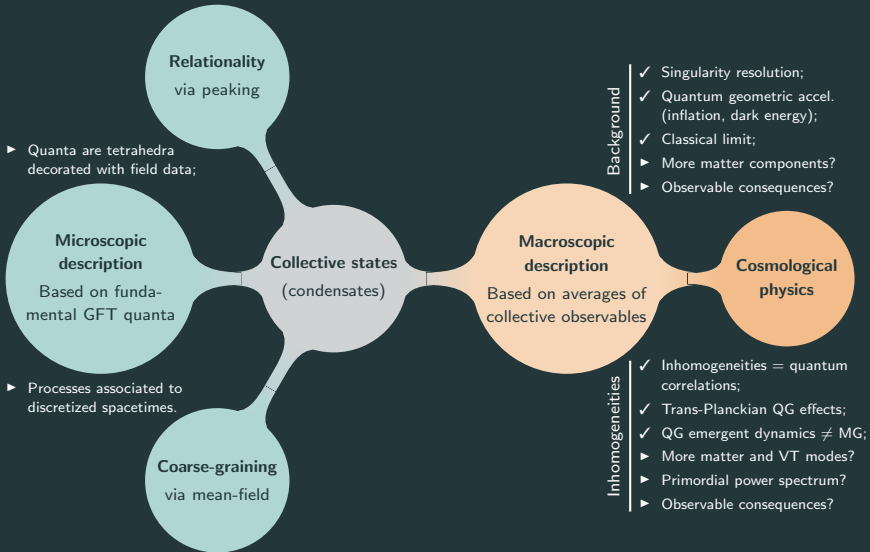 Relationality
via peaking
► Quanta are tetrahedra
decorated with field data;
Microscopic
description
Based on funda-
mental GFT quanta
► Processes associated to
discretized spacetimes.
Coarse-graining
via mean-field
Collective states
(condensates)
Macroscopic
description
Based on averages of
collective observables
Cosmological
physics
Background
✓ Singularity resolution;
✓ Quantum geometric accel.
(inflation, dark energy);
✓ Classical limit;
► More matter components?
► Observable consequences?
Inhomogeneities
✓ Inhomogeneities = quantum
correlations;
✓ Trans-Planckian QG effects;
✓ QG emergent dynamics ≠ MG;
► More matter and VT modes?
► Primordial power spectrum?
► Observable consequences?